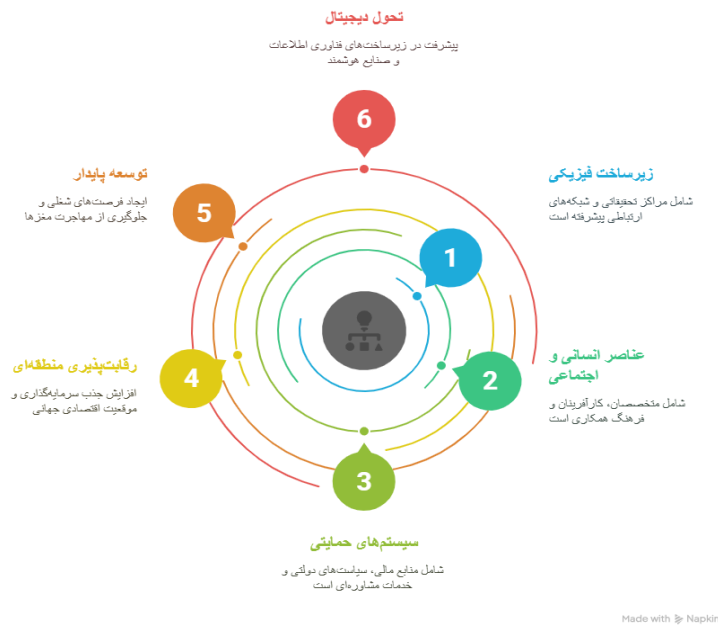 تحول دیجیتال
پیشرفت در زیرساخت‌های فناوری اطلاعات
و صنایع هوشمند
6
زیرساخت فیزیکی
شامل مراکز تحقیقاتی و شبکه‌های
ارتباطی پیشرفته است
1
عناصر انسانی و
اجتماعی
شامل متخصصان، کارآفرینان و
فرهنگ همکاری است
2
3
سیستم‌های حمایتی
شامل منابع مالی، سیاست‌های دولتی و
خدمات مشاوره‌ای است
رقابت‌پذیری منطقه‌ای
افزایش جذب سرمایه‌گذاری و
موقعیت اقتصادی جهانی
4
توسعه پایدار
ایجاد فرصت‌های شغلی و
جلوگیری از مهاجرت مغزها
5
Made with Napkin